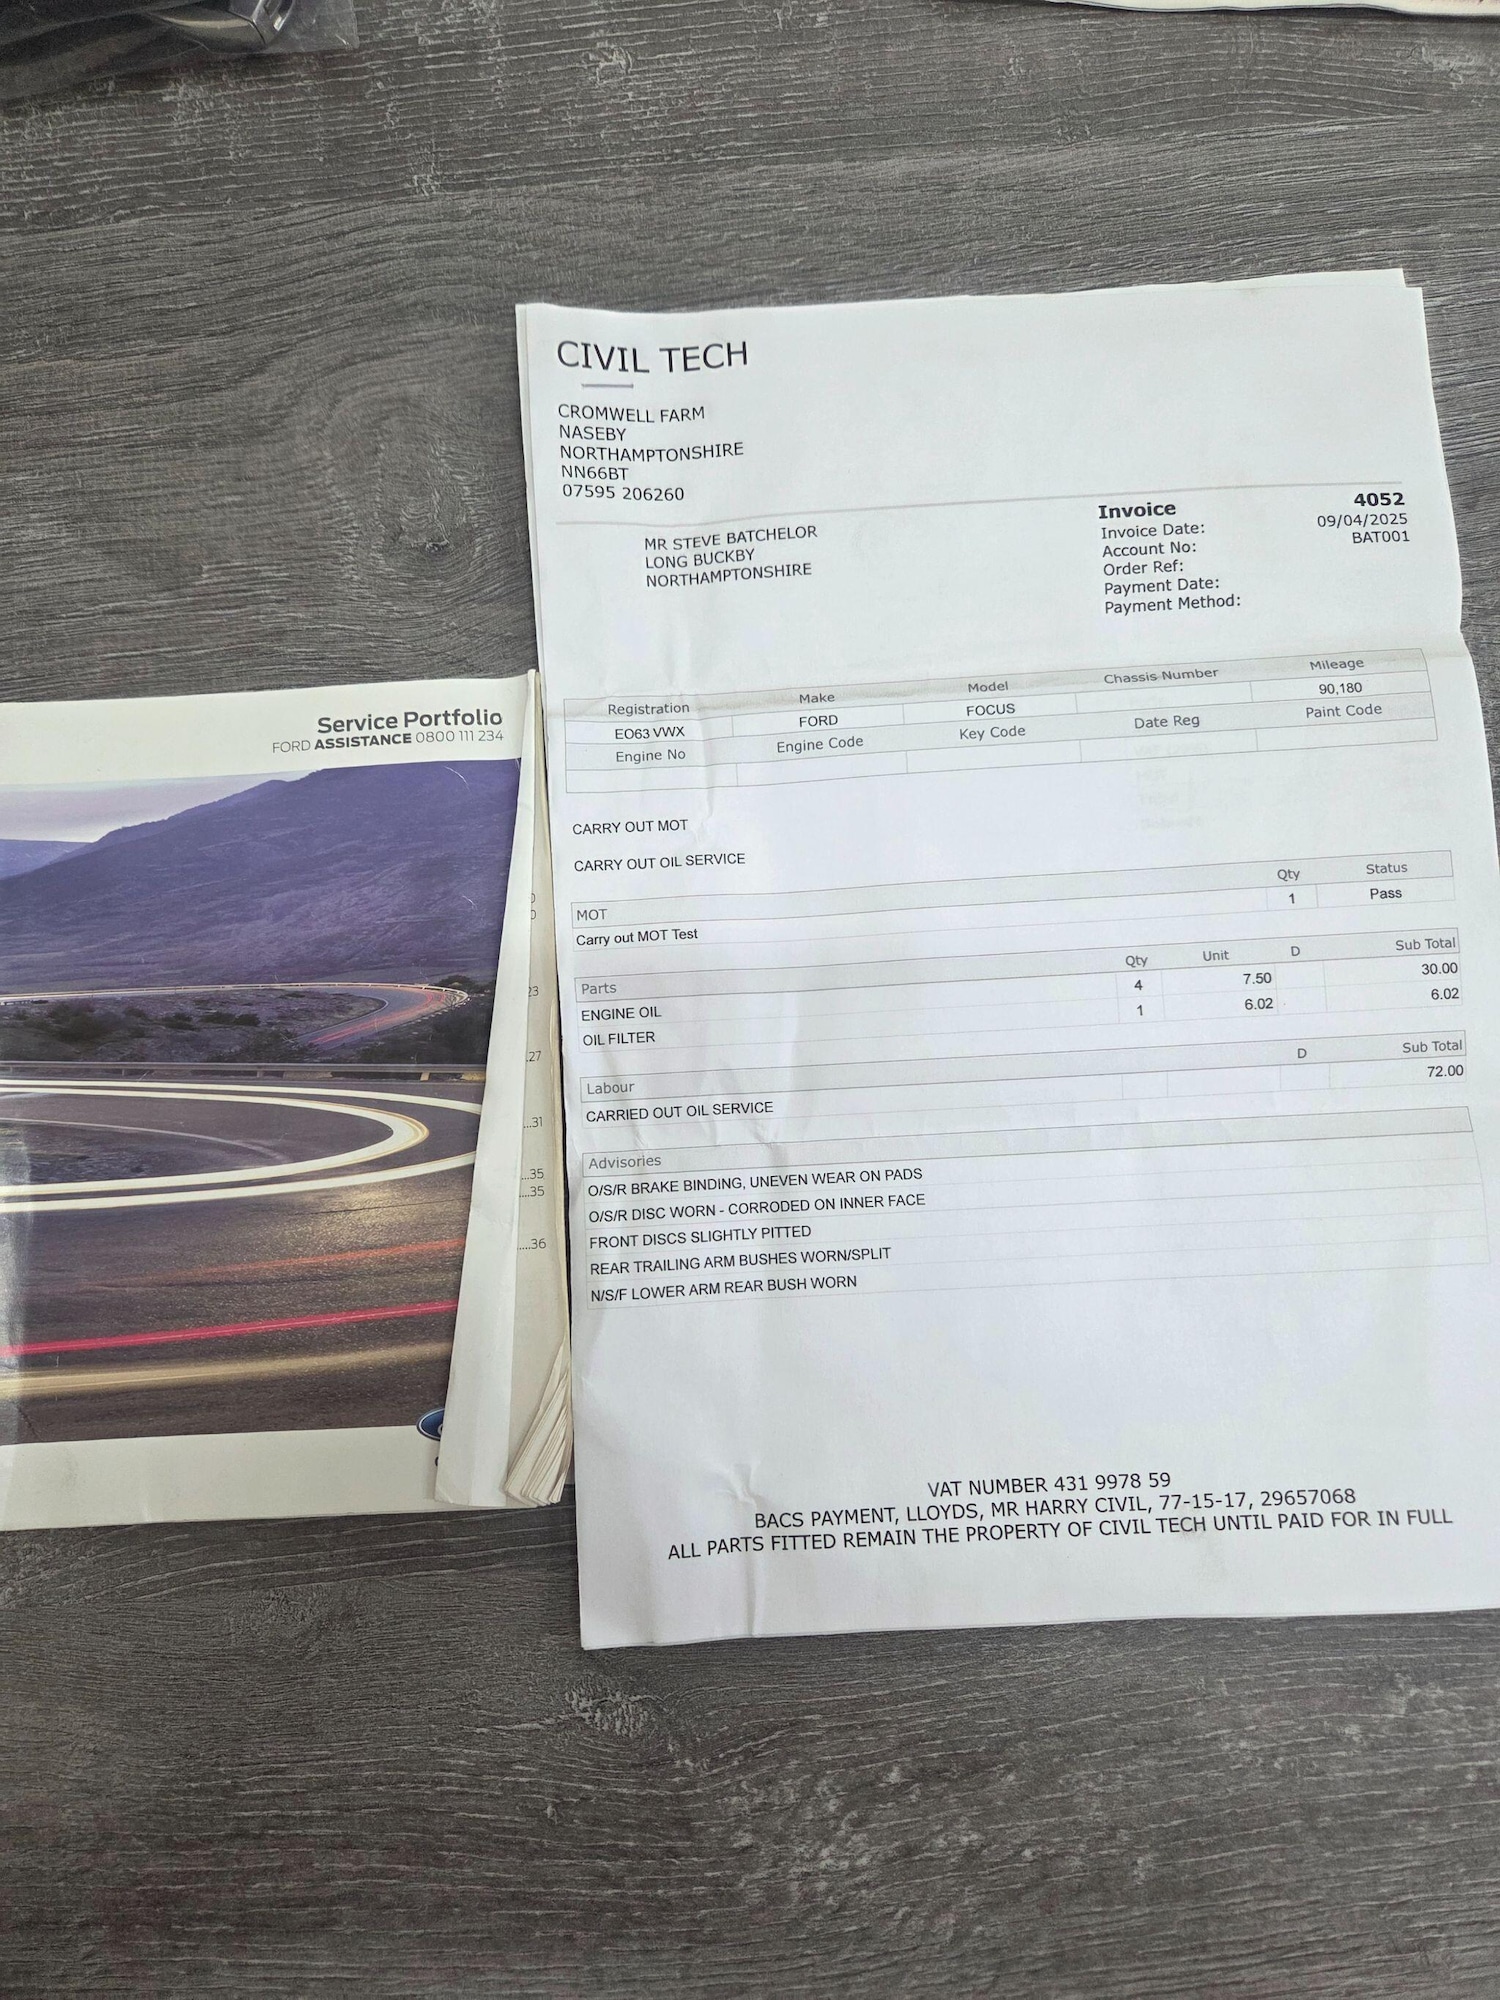 Service Portfolio
FORD ASSISTANCE 0800 111 234
23
27
...31
...35
...35
....36
CIVIL TECH
CROMWELL FARM
NASEBY
NORTHAMPTONSHIRE
NN66BT
07595 206260
MR STEVE BATCHELOR
LONG BUCKBY
NORTHAMPTONSHIRE
Invoice 4052
Invoice Date: 09/04/2025
Account No: BAT001
Order Ref:
Payment Date:
Payment Method:
Registration Make Model Chassis Number Mileage
EO63 VWX FORD FOCUS 90,180
Engine No Engine Code Key Code Date Reg Paint Code
CARRY OUT MOT
CARRY OUT OIL SERVICE
MOT Qty Status
Carry out MOT Test 1 Pass
Parts Qty Unit D Sub Total
ENGINE OIL 4 7.50 30.00
OIL FILTER 1 6.02 6.02
Labour D Sub Total
CARRIED OUT OIL SERVICE 72.00
Advisories
O/S/R BRAKE BINDING, UNEVEN WEAR ON PADS
O/S/R DISC WORN - CORRODED ON INNER FACE
FRONT DISCS SLIGHTLY PITTED
REAR TRAILING ARM BUSHES WORN/SPLIT
N/S/F LOWER ARM REAR BUSH WORN
VAT NUMBER 431 9978 59
BACS PAYMENT, LLOYDS, MR HARRY CIVIL, 77-15-17, 29657068
ALL PARTS FITTED REMAIN THE PROPERTY OF CIVIL TECH UNTIL PAID FOR IN FULL